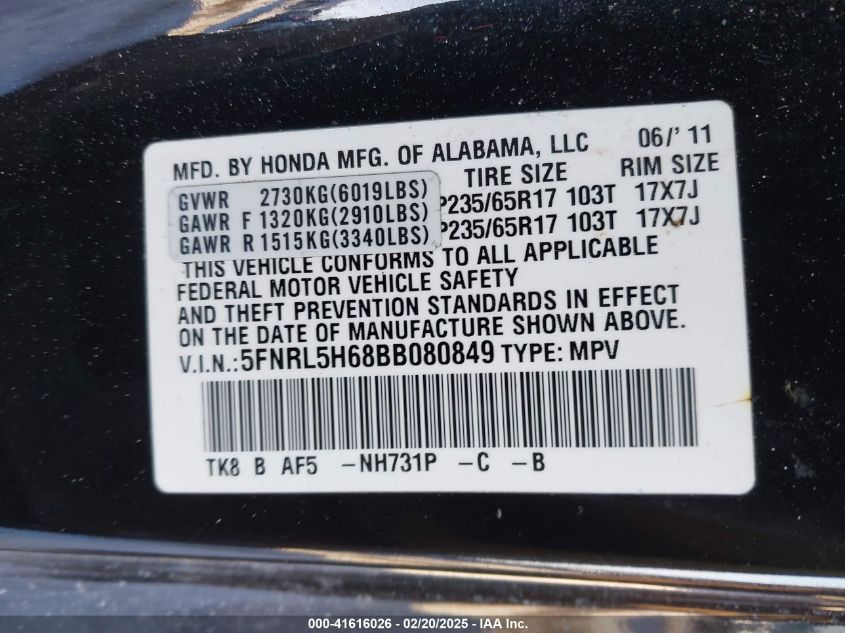 MFD. BY HONDA MFG. OF ALABAMA, LLC 06/'11
TIRE SIZE RIM SIZE
GVWR 2730KG(6019LBS)
GAWR F 1320KG(2910LBS) P235/65R17 103T 17X7J
GAWR R 1515KG(3340LBS) P235/65R17 103T 17X7J
THIS VEHICLE CONFORMS TO ALL APPLICABLE
FEDERAL MOTOR VEHICLE SAFETY
AND THEFT PREVENTION STANDARDS IN EFFECT
ON THE DATE OF MANUFACTURE SHOWN ABOVE.
V.I.N.:5FNRL5H68BB080849 TYPE: MPV
TK8 B AF5 -NH731P -C -B
000-41616026 - 02/20/2025 - IAA Inc.